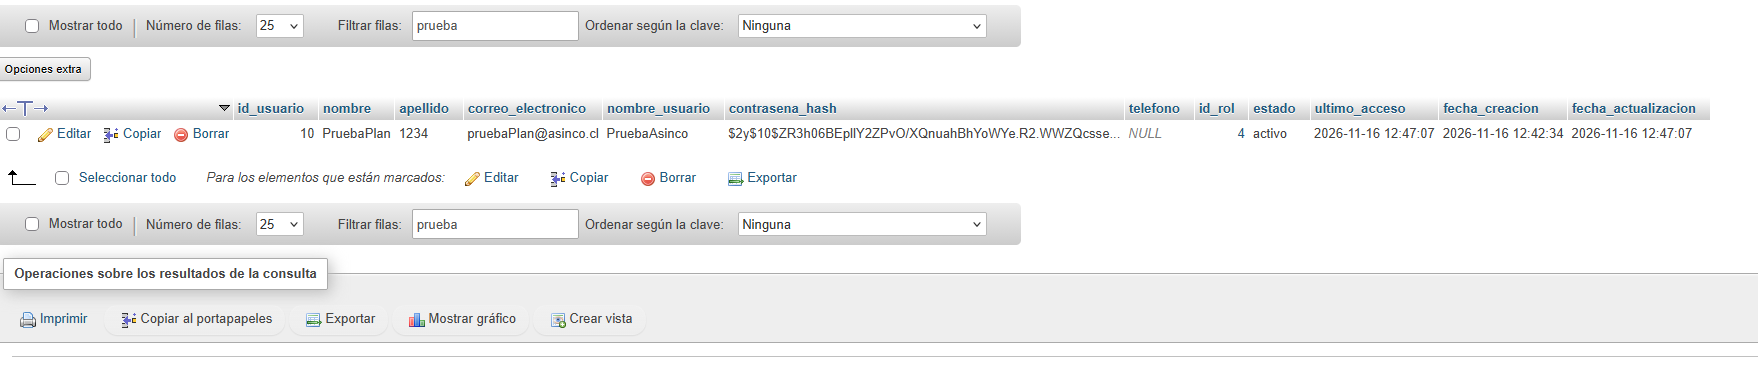 Mostrar todo Número de filas: 25 Filtrar filas: prueba Ordenar según la clave: Ninguna
Opciones extra
id_usuario nombre apellido correo_electronico nombre_usuario contrasena_hash telefono id_rol estado ultimo_acceso fecha_creacion fecha_actualizacion
Editar Copiar Borrar 10 PruebaPlan 1234 pruebaPlan@asinco.cl PruebaAsinco $2y$10$ZR3h06BEpIlY2ZPvO/XQnuahBhYoWYe.R2.WWZQcsse... NULL 4 activo 2026-11-16 12:47:07 2026-11-16 12:42:34 2026-11-16 12:47:07
Seleccionar todo Para los elementos que están marcados: Editar Copiar Borrar Exportar
Mostrar todo Número de filas: 25 Filtrar filas: prueba Ordenar según la clave: Ninguna
Operaciones sobre los resultados de la consulta
Imprimir Copiar al portapapeles Exportar Mostrar gráfico Crear vista